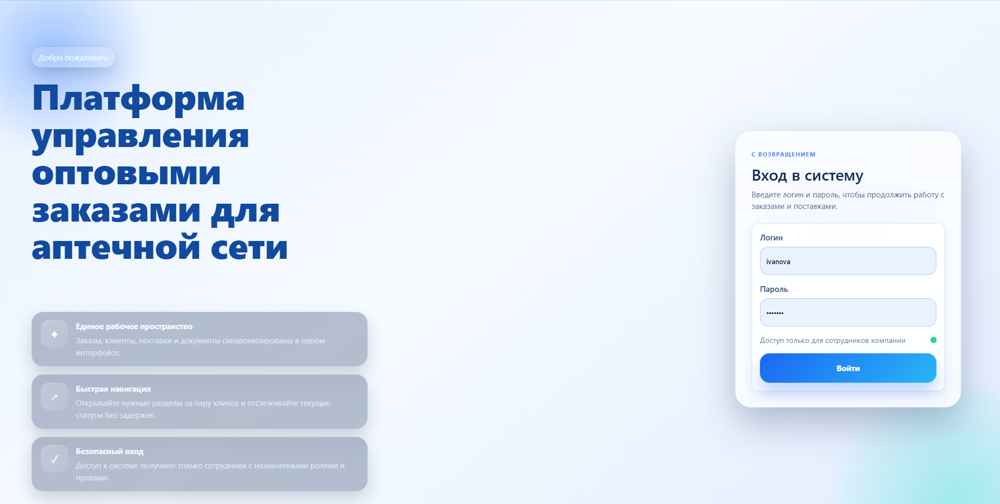 Добро пожаловать
Платформа
управления
оптовыми
заказами для
аптечной сети
Единое рабочее пространство
Заказы, клиенты, поставки и документы синхронизированы в одном
интерфейсе.
Быстрая навигация
Открывайте нужные разделы за пару кликов и отслеживайте текущие
статусы без задержек.
Безопасный вход
Доступ к системе получают только сотрудники с назначенными ролями и
правами.
С ВОЗВРАЩЕНИЕМ
Вход в систему
Введите логин и пароль, чтобы продолжить работу с
заказами и поставками.
Логин
ivanova
Пароль
•••••••
Доступ только для сотрудников компании
Войти